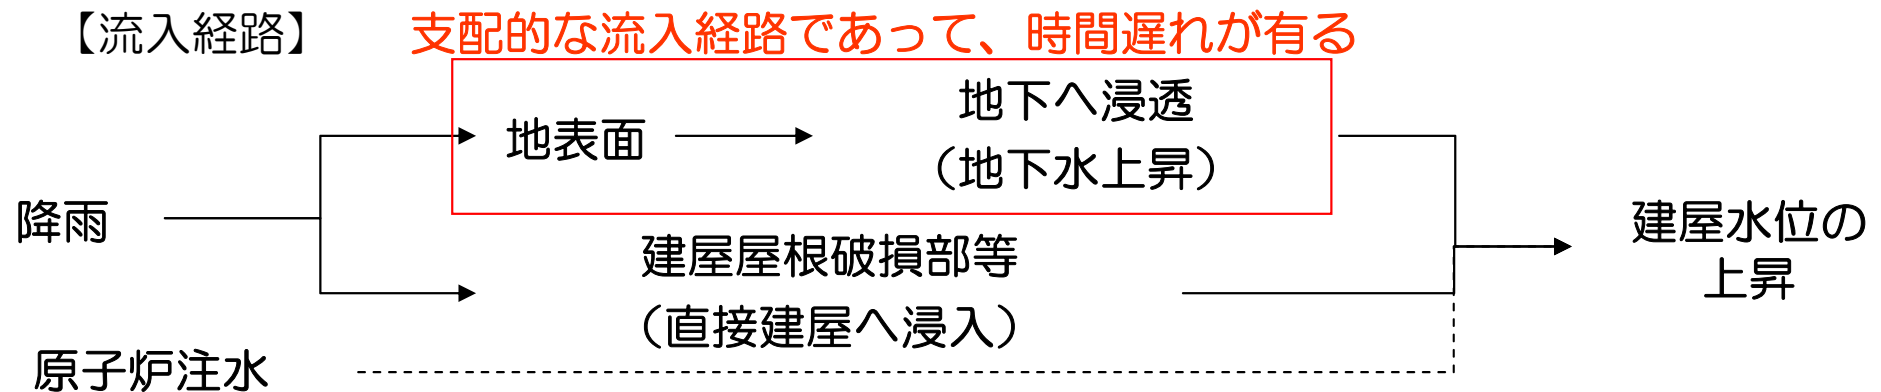 【流入経路】
支配的な流入経路であって、時間遅れが有る
地表面
地下へ浸透
（地下水上昇）
降雨
建屋屋根破損部等
（直接建屋へ浸入）
建屋水位の
上昇
原子炉注水